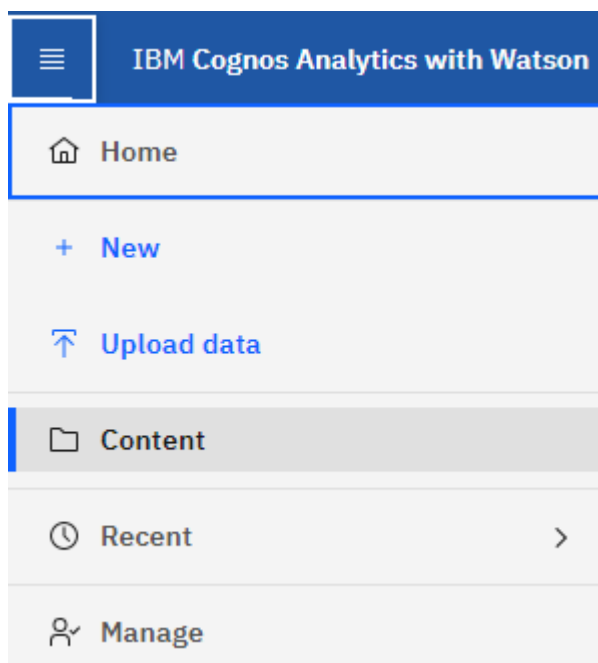 IBM Cognos Analytics with Watson
Home
New
Upload data
Content
Recent
Manage